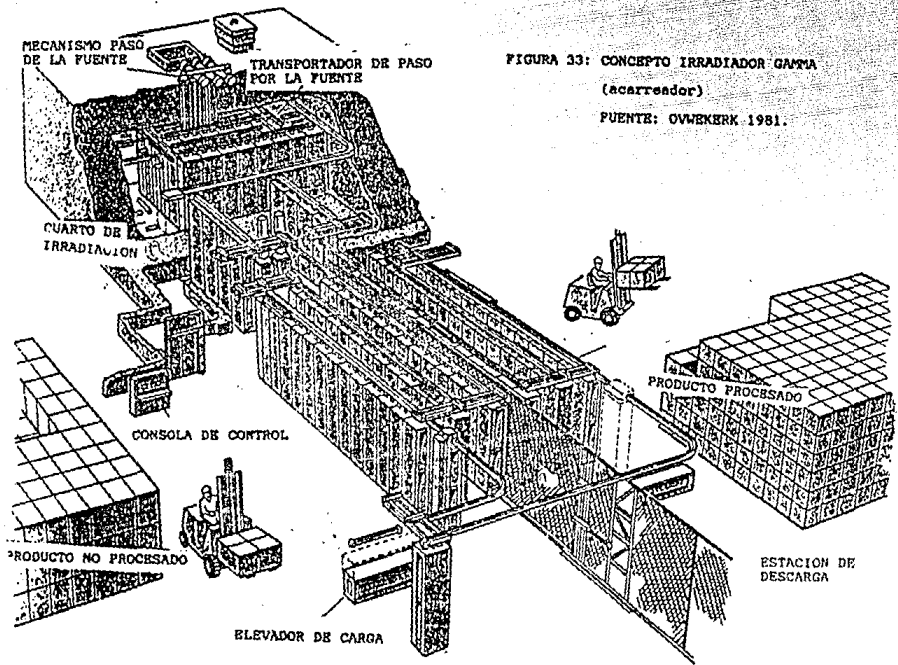 MECANISMO PASO
DE LA FUENTE
TRANSPORTADOR DE PASO
POR LA FUENTE
FIGURA 33: CONCEPTO IRRADIADOR GAMMA
(acarreador)
FUENTE: OVWEKERK 1981.
CUARTO DE
IRRADIACION
PRODUCTO PROCESADO
CONSOLA DE CONTROL
PRODUCTO NO PROCESADO
ESTACION DE
DESCARGA
ELEVADOR DE CARGA